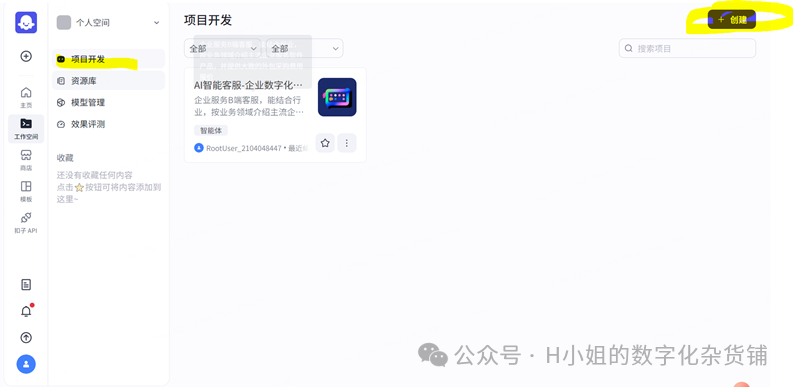 个人空间
项目开发
资源库
模型管理
效果评测
收藏
还没有收藏任何内容
点击☆按钮可将内容添加到
这里~
主页
工作空间
商店
模板
扣子 API
项目开发
+ 创建
全部
全部
搜索项目
AI智能客服-企业数字化…
企业服务B端客服，能结合行
业，按业务领域介绍主流企…
智能体
RootUser_2104048447 • 最近
公众号 · H小姐的数字化杂货铺